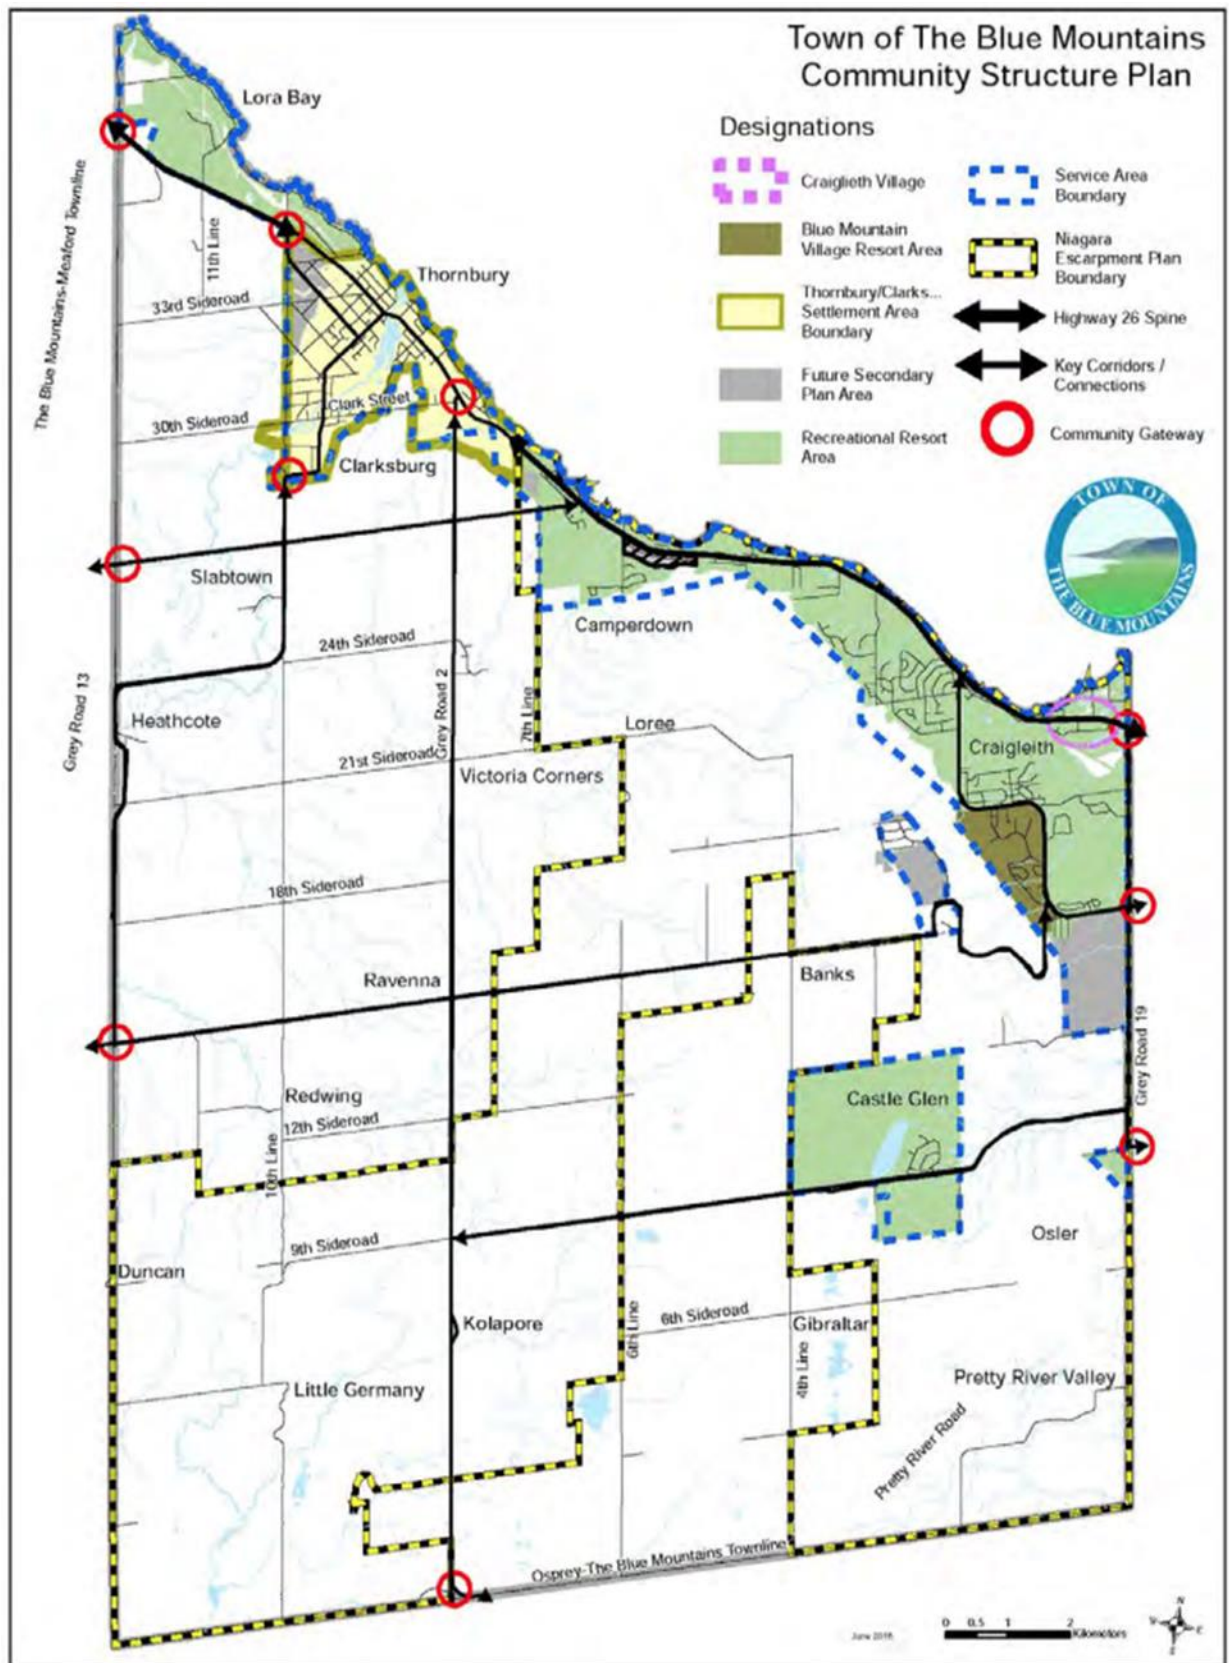 Town of The Blue Mountains
Community Structure Plan
Designations
Craiglieth Village
Blue Mountain
Village Resort Area
Thornbury/Clarks...
Settlement Area
Boundary
Future Secondary
Plan Area
Recreational Resort
Area
Service Area
Boundary
Niagara
Escarpment Plan
Boundary
Highway 26 Spine
Key Corridors /
Connections
Community Gateway
TOWN OF
THE BLUE MOUNTAINS
Lora Bay
The Blue Mountains-Meaford Townline
11th Line
Thornbury
33rd Sideroad
Clark Street
30th Sideroad
Clarksburg
Slabtown
Camperdown
24th Sideroad
Grey Road 2
7th Line
Grey Road 13
Heathcote
Loree
Craigleith
21st Sideroad
Victoria Corners
18th Sideroad
Ravenna
Banks
Grey Road 19
Redwing
Castle Glen
12th Sideroad
10th Line
9th Sideroad
Osler
Duncan
Kolapore
6th Line
6th Sideroad
Gibraltar
4th Line
Little Germany
Pretty River Valley
Pretty River Road
Osprey-The Blue Mountains Townline
0 0.5 1 2
Kilometers
N
W E
S